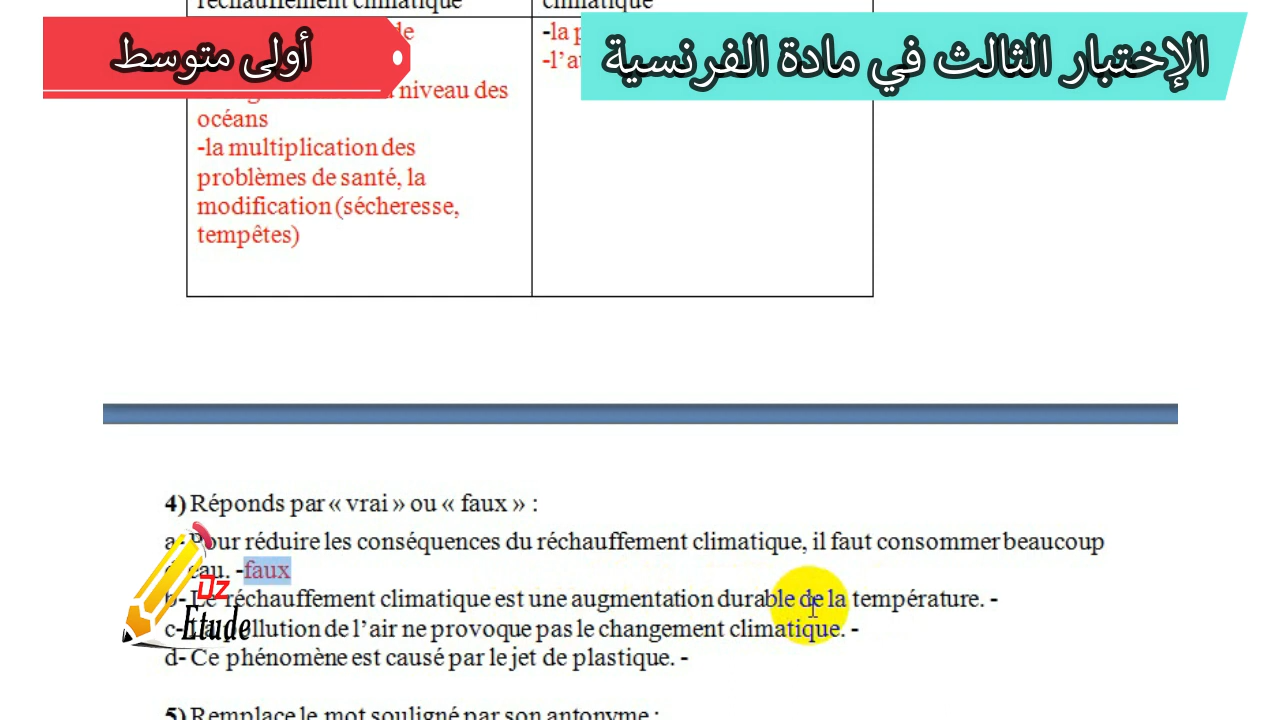 réchauffement climatique
climatique
أولى متوسط
الإختبار الثالث في مادة الفرنسية
de
-la p
niveau des
océans
-la multiplication des
problèmes de santé, la
modification (sécheresse,
tempêtes)
4) Réponds par « vrai » ou « faux » :
a- Pour réduire les conséquences du réchauffement climatique, il faut consommer beaucoup
d'eau. -faux
b- Le réchauffement climatique est une augmentation durable de la température. -
c- La pollution de l’air ne provoque pas le changement climatique. -
d- Ce phénomène est causé par le jet de plastique. -
Dz
Etude
5) Remplace le mot souligné par son antonyme :